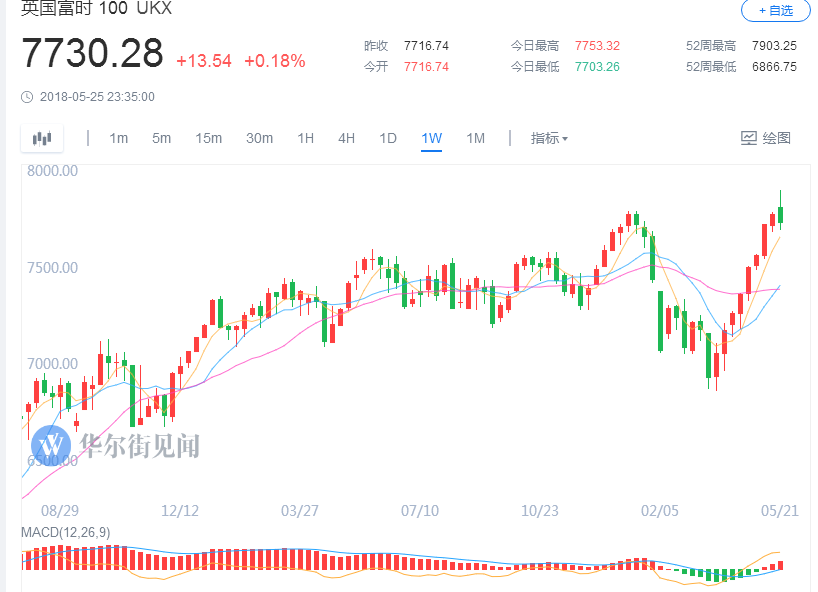 英国富时 100 UKX
+ 自选
7730.28 +13.54 +0.18%
昨收 7716.74 今日最高 7753.32 52周最高 7903.25
今开 7716.74 今日最低 7703.26 52周最低 6866.75
2018-05-25 23:35:00
1m 5m 15m 30m 1H 4H 1D 1W 1M 指标 绘图
8000.00
7500.00
7000.00
6500.00
华尔街见闻
08/29 12/12 03/27 07/10 10/23 02/05 05/21
MACD(12,26,9)